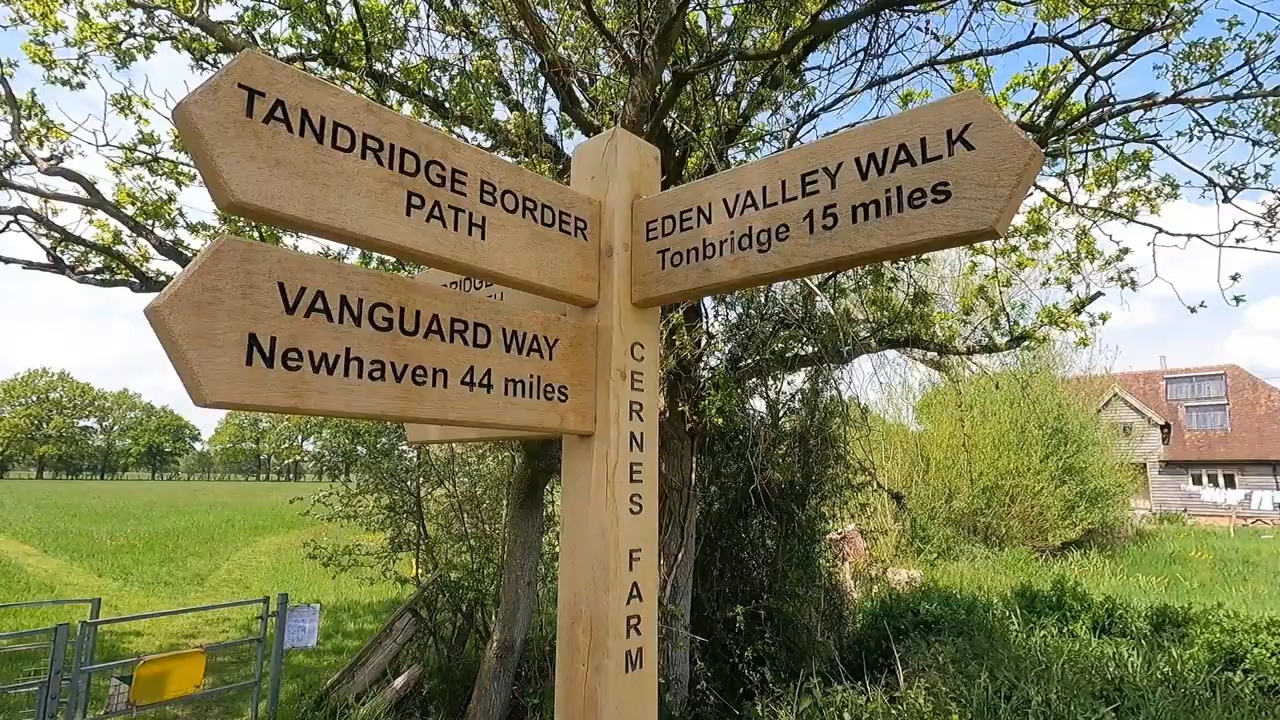 TANDRIDGE BORDER
PATH
EDEN VALLEY WALK
Tonbridge 15 miles
VANGUARD WAY
Newhaven 44 miles
CERNES FARM